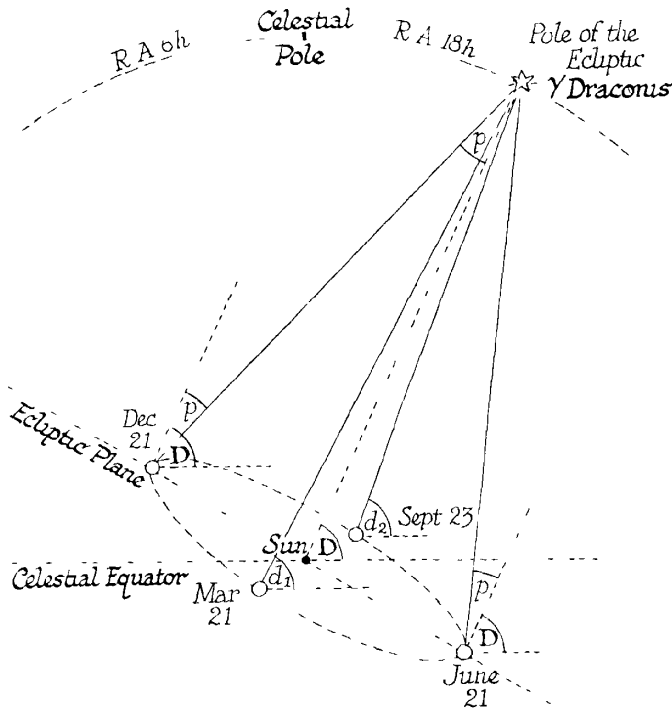 R A 6h
Celestial
Pole
R A 18h
Pole of the
Ecliptic
γ Draconis
p
p
Dec
21
D
Ecliptic Plane
d₂
Sept 23
Sun
D
d₁
Celestial Equator
Mar
21
p
D
June
21